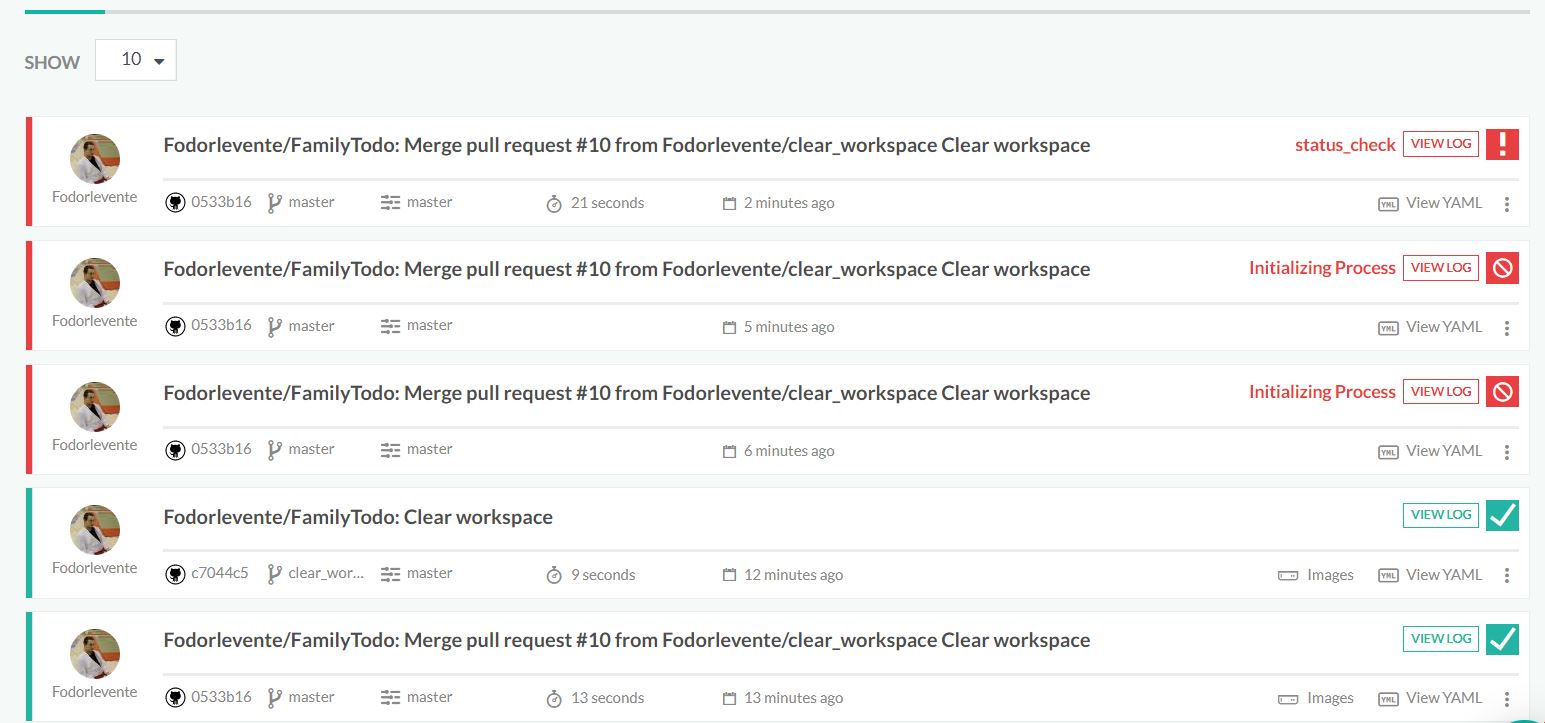 SHOW 10
Fodorlevente/FamilyTodo: Merge pull request #10 from Fodorlevente/clear_workspace Clear workspace status_check VIEW LOG
Fodorlevente 0533b16 master master 21 seconds 2 minutes ago YML View YAML
Fodorlevente/FamilyTodo: Merge pull request #10 from Fodorlevente/clear_workspace Clear workspace Initializing Process VIEW LOG
Fodorlevente 0533b16 master master 5 minutes ago YML View YAML
Fodorlevente/FamilyTodo: Merge pull request #10 from Fodorlevente/clear_workspace Clear workspace Initializing Process VIEW LOG
Fodorlevente 0533b16 master master 6 minutes ago YML View YAML
Fodorlevente/FamilyTodo: Clear workspace VIEW LOG
Fodorlevente c7044c5 clear_wor... master 9 seconds 12 minutes ago Images YML View YAML
Fodorlevente/FamilyTodo: Merge pull request #10 from Fodorlevente/clear_workspace Clear workspace VIEW LOG
Fodorlevente 0533b16 master master 13 seconds 13 minutes ago Images YML View YAML